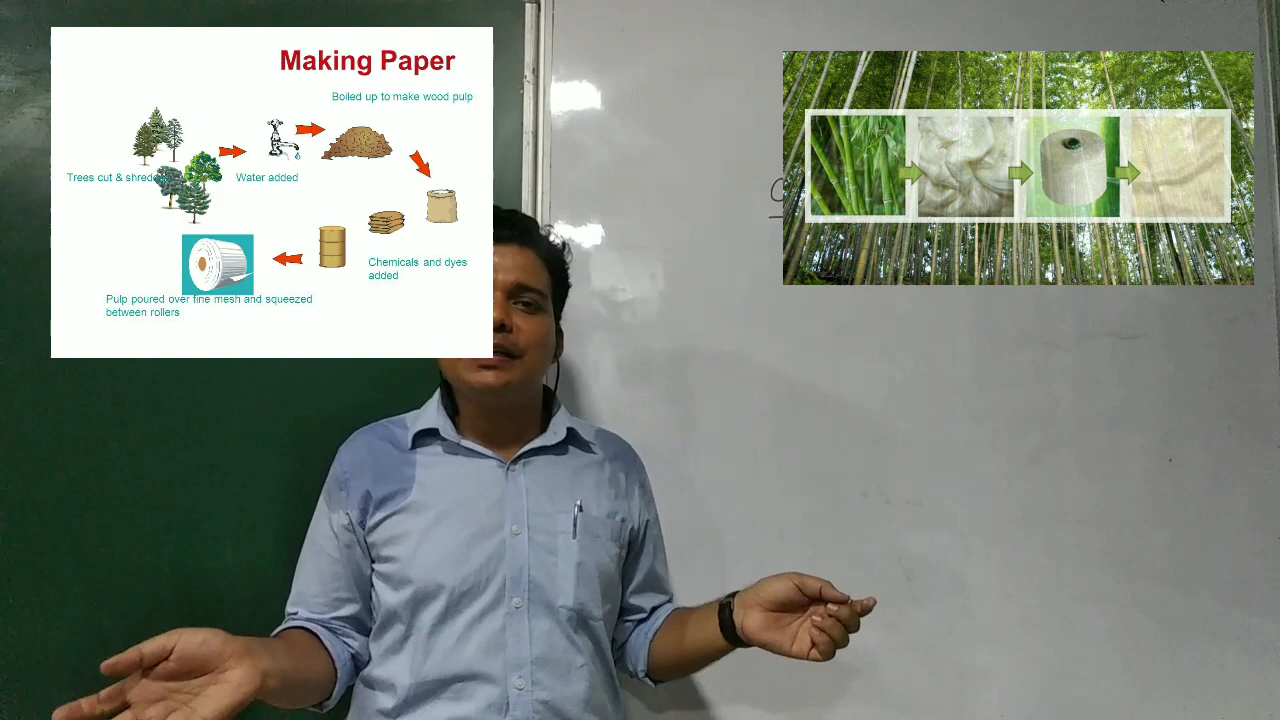 Making Paper
Boiled up to make wood pulp
Trees cut & shred
Water added
Chemicals and dyes
added
Pulp poured over fine mesh and squeezed
between rollers